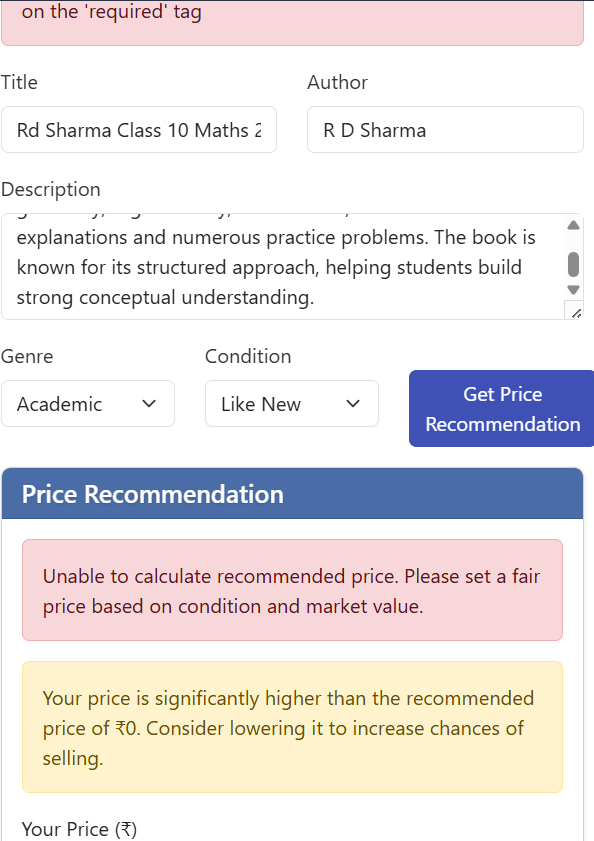 on the 'required' tag
Title
Author
Rd Sharma Class 10 Maths
R D Sharma
Description
explanations and numerous practice problems. The book is
known for its structured approach, helping students build
strong conceptual understanding.
Genre
Condition
Academic
Like New
Get Price
Recommendation
Price Recommendation
Unable to calculate recommended price. Please set a fair
price based on condition and market value.
Your price is significantly higher than the recommended
price of ₹0. Consider lowering it to increase chances of
selling.
Your Price (₹)